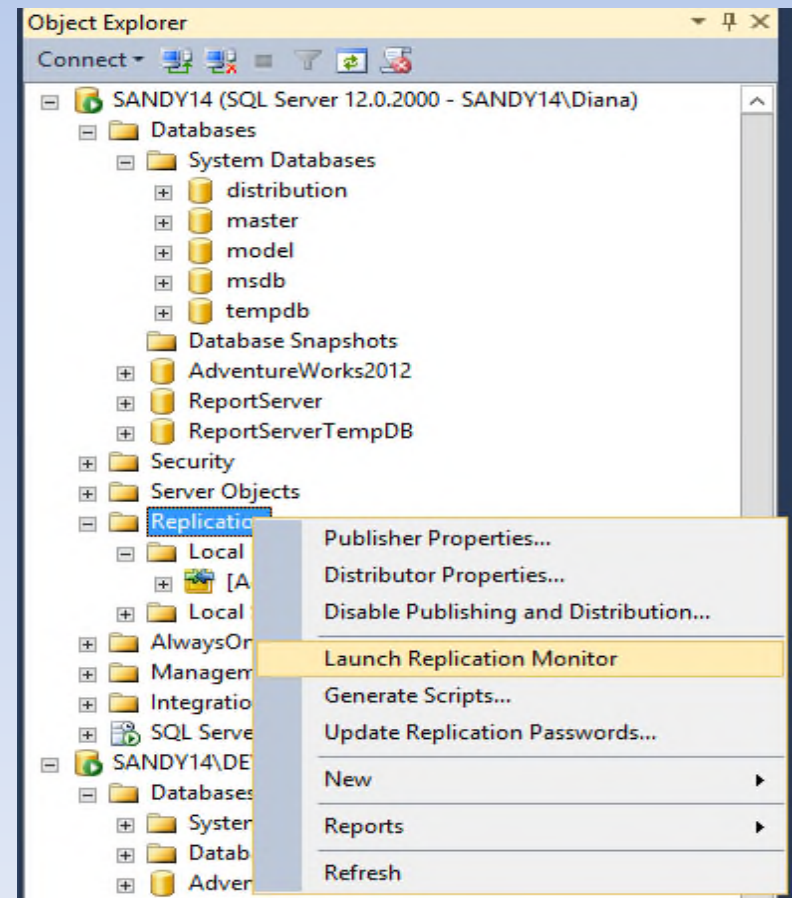 Object Explorer
Connect
SANDY14 (SQL Server 12.0.2000 - SANDY14\Diana)
Databases
System Databases
distribution
master
model
msdb
tempdb
Database Snapshots
AdventureWorks2012
ReportServer
ReportServerTempDB
Security
Server Objects
Replication
Publisher Properties...
Local
Distributor Properties...
[A
Disable Publishing and Distribution...
Local
AlwaysOn
Launch Replication Monitor
Managem
Generate Scripts...
Integratio
Update Replication Passwords...
SQL Serve
SANDY14\DE
New
Databases
System
Reports
Datab
Refresh
Adver